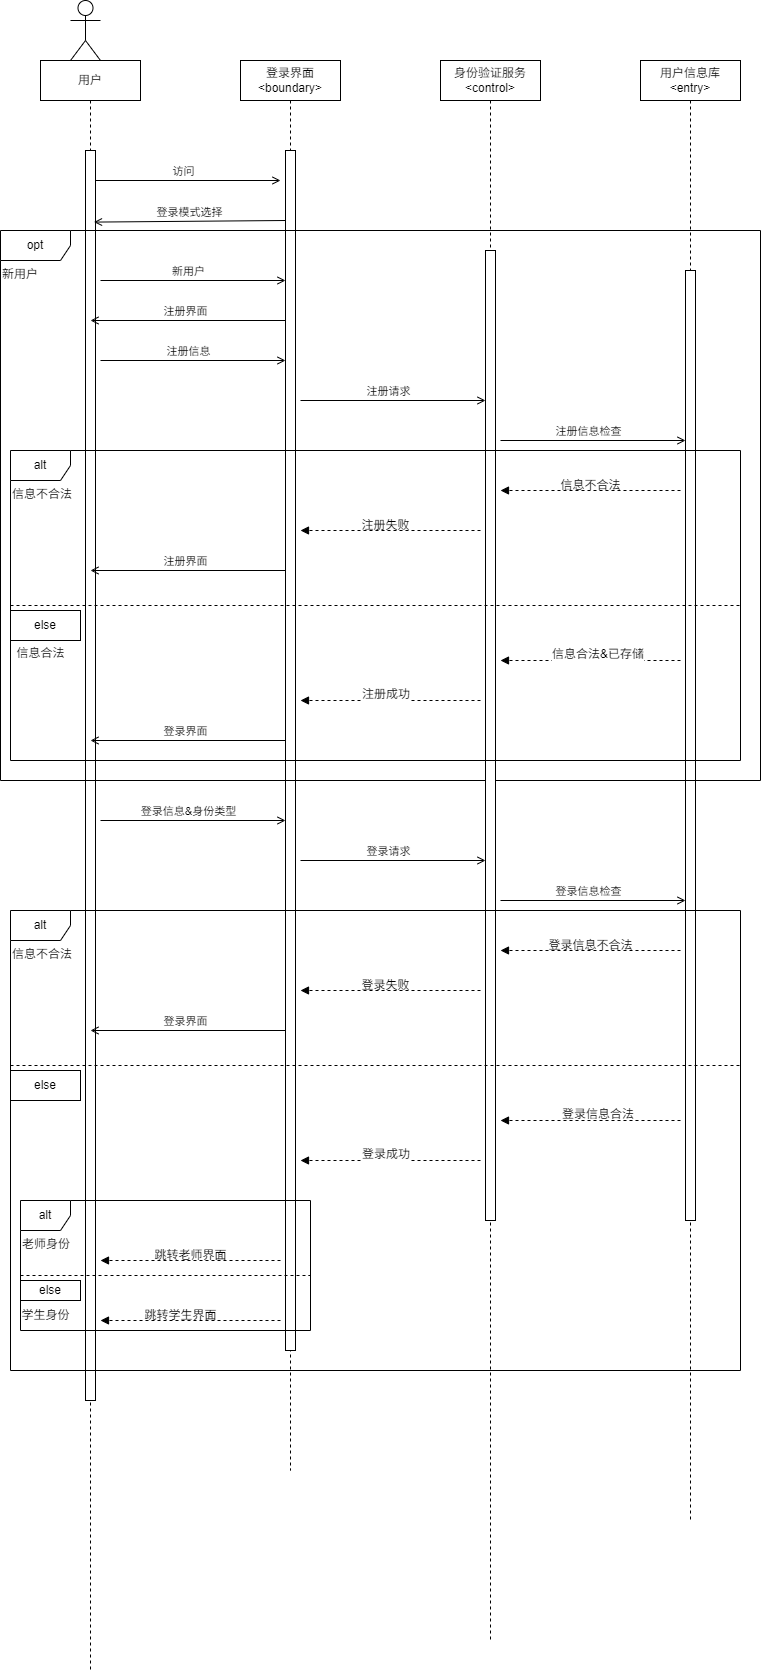 用户
登录界面
<boundary>
身份验证服务
<control>
用户信息库
<entry>
访问
登录模式选择
opt
新用户
新用户
注册界面
注册信息
注册请求
注册信息检查
alt
信息不合法
信息不合法
注册失败
注册界面
else
信息合法
信息合法&已存储
注册成功
登录界面
登录信息&身份类型
登录请求
登录信息检查
alt
信息不合法
登录信息不合法
登录失败
登录界面
else
登录信息合法
登录成功
alt
老师身份
跳转老师界面
else
学生身份
跳转学生界面